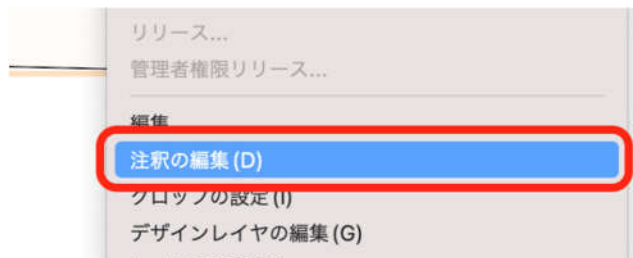 リリース...
管理者権限リリース...
編集
注釈の編集(D)
クロップの設定(I)
デザインレイヤの編集(G)